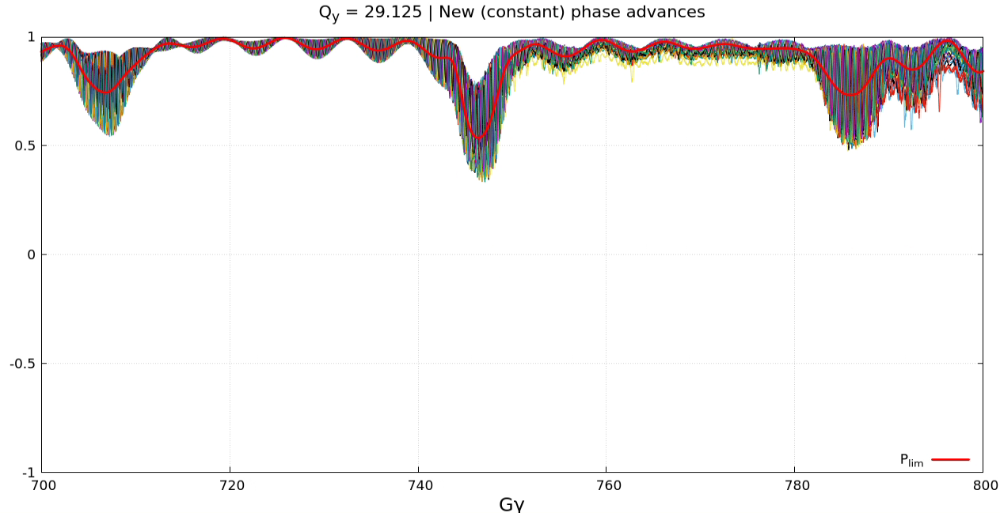 Qy = 29.125 | New (constant) phase advances
1
0.5
0
-0.5
-1
Plim
700 720 740 760 780 800
Gγ